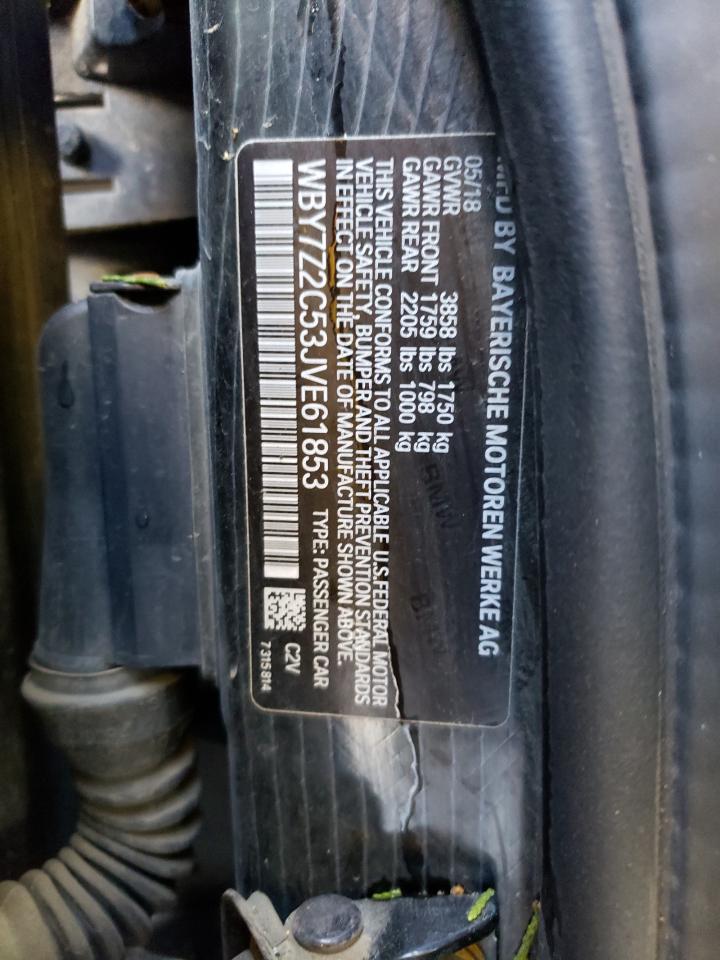 MFD BY BAYERISCHE MOTOREN WERKE AG
05/18
GVWR 3858 lbs 1750 kg
GAWR FRONT 1759 lbs 798 kg
GAWR REAR 2205 lbs 1000 kg
THIS VEHICLE CONFORMS TO ALL APPLICABLE U.S.FEDERAL MOTOR
VEHICLE SAFETY, BUMPER AND THEFT PREVENTION STANDARDS
IN EFFECT ON THE DATE OF MANUFACTURE SHOWN ABOVE.
WBY7Z2C53JVE61853 TYPE: PASSENGER CAR
C2V
7315814
BMW
BMW